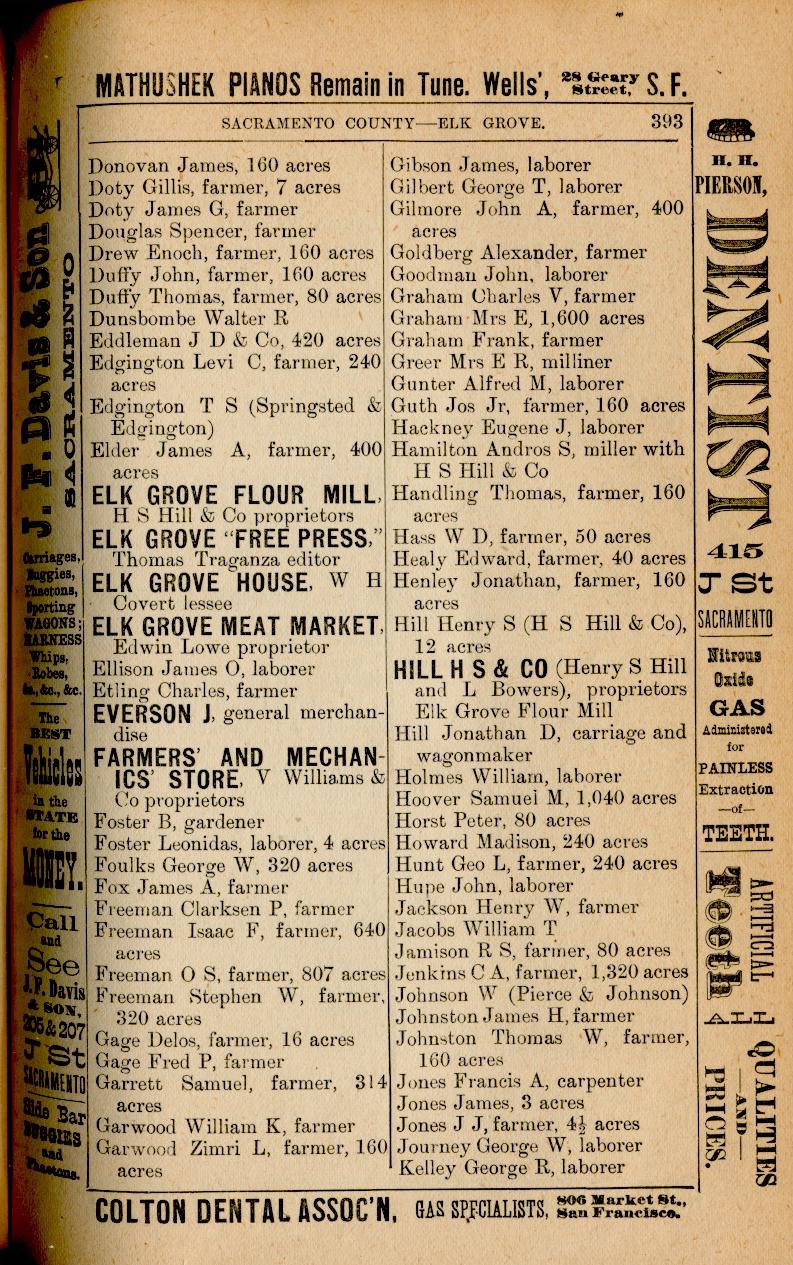 MATHUSHEK PIANOS Remain in Tune. Wells', 28 Geary Street, S. F.
SACRAMENTO COUNTY—ELK GROVE. 393
Donovan James, 160 acres
Doty Gillis, farmer, 7 acres
Doty James G, farmer
Douglas Spencer, farmer
Drew Enoch, farmer, 160 acres
Duffy John, farmer, 160 acres
Duffy Thomas, farmer, 80 acres
Dunsbombe Walter R
Eddleman J D & Co, 420 acres
Edgington Levi C, farmer, 240
acres
Edgington T S (Springsted &
Edgington)
Elder James A, farmer, 400
acres
ELK GROVE FLOUR MILL,
H S Hill & Co proprietors
ELK GROVE "FREE PRESS,"
Thomas Traganza editor
ELK GROVE HOUSE, W H
Covert lessee
ELK GROVE MEAT MARKET,
Edwin Lowe proprietor
Ellison James O, laborer
Etling Charles, farmer
EVERSON J, general merchan-
dise
FARMERS' AND MECHAN-
ICS' STORE, V Williams &
Co proprietors
Foster B, gardener
Foster Leonidas, laborer, 4 acres
Foulks George W, 320 acres
Fox James A, farmer
Freeman Clarksen P, farmer
Freeman Isaac F, farmer, 640
acres
Freeman O S, farmer, 807 acres
Freeman Stephen W, farmer,
320 acres
Gage Delos, farmer, 16 acres
Gage Fred P, farmer
Garrett Samuel, farmer, 314
acres
Garwood William K, farmer
Garwood Zimri L, farmer, 160
acres
Gibson James, laborer
Gilbert George T, laborer
Gilmore John A, farmer, 400
acres
Goldberg Alexander, farmer
Goodman John, laborer
Graham Charles V, farmer
Graham Mrs E, 1,600 acres
Graham Frank, farmer
Greer Mrs E R, milliner
Gunter Alfred M, laborer
Guth Jos Jr, farmer, 160 acres
Hackney Eugene J, laborer
Hamilton Andros S, miller with
H S Hill & Co
Handling Thomas, farmer, 160
acres
Hass W D, farmer, 50 acres
Healy Edward, farmer, 40 acres
Henley Jonathan, farmer, 160
acres
Hill Henry S (H S Hill & Co),
12 acres
HILL H S & CO (Henry S Hill
and L Bowers), proprietors
Elk Grove Flour Mill
Hill Jonathan D, carriage and
wagonmaker
Holmes William, laborer
Hoover Samuel M, 1,040 acres
Horst Peter, 80 acres
Howard Madison, 240 acres
Hunt Geo L, farmer, 240 acres
Hupe John, laborer
Jackson Henry W, farmer
Jacobs William T
Jamison R S, farmer, 80 acres
Jenkins C A, farmer, 1,320 acres
Johnson W (Pierce & Johnson)
Johnston James H, farmer
Johnston Thomas W, farmer,
160 acres
Jones Francis A, carpenter
Jones James, 3 acres
Jones J J, farmer, 4½ acres
Journey George W, laborer
Kelley George R, laborer
J. F. Davis & Son
SACRAMENTO
Carriages,
Buggies,
Phaetons,
Sporting
WAGONS;
HARNESS
Whips,
Robes,
&c., &c., &c.
The
BEST
Vehicles
in the
STATE
for the
MONEY.
Call
and
See
J.F. Davis
& SON,
205 & 207
J St
SACRAMENTO
Side Bar
BUGGIES
and
Phaetons.
H. H.
PIERSON,
DENTIST
415
J St
SACRAMENTO
Nitrous
Oxide
GAS
Administered
for
PAINLESS
Extraction
—of—
TEETH.
ARTIFICIAL
Teeth
ALL
QUALITIES
—AND—
PRICES.
COLTON DENTAL ASSOC'N, GAS SPECIALISTS, 806 Market St., San Francisco.